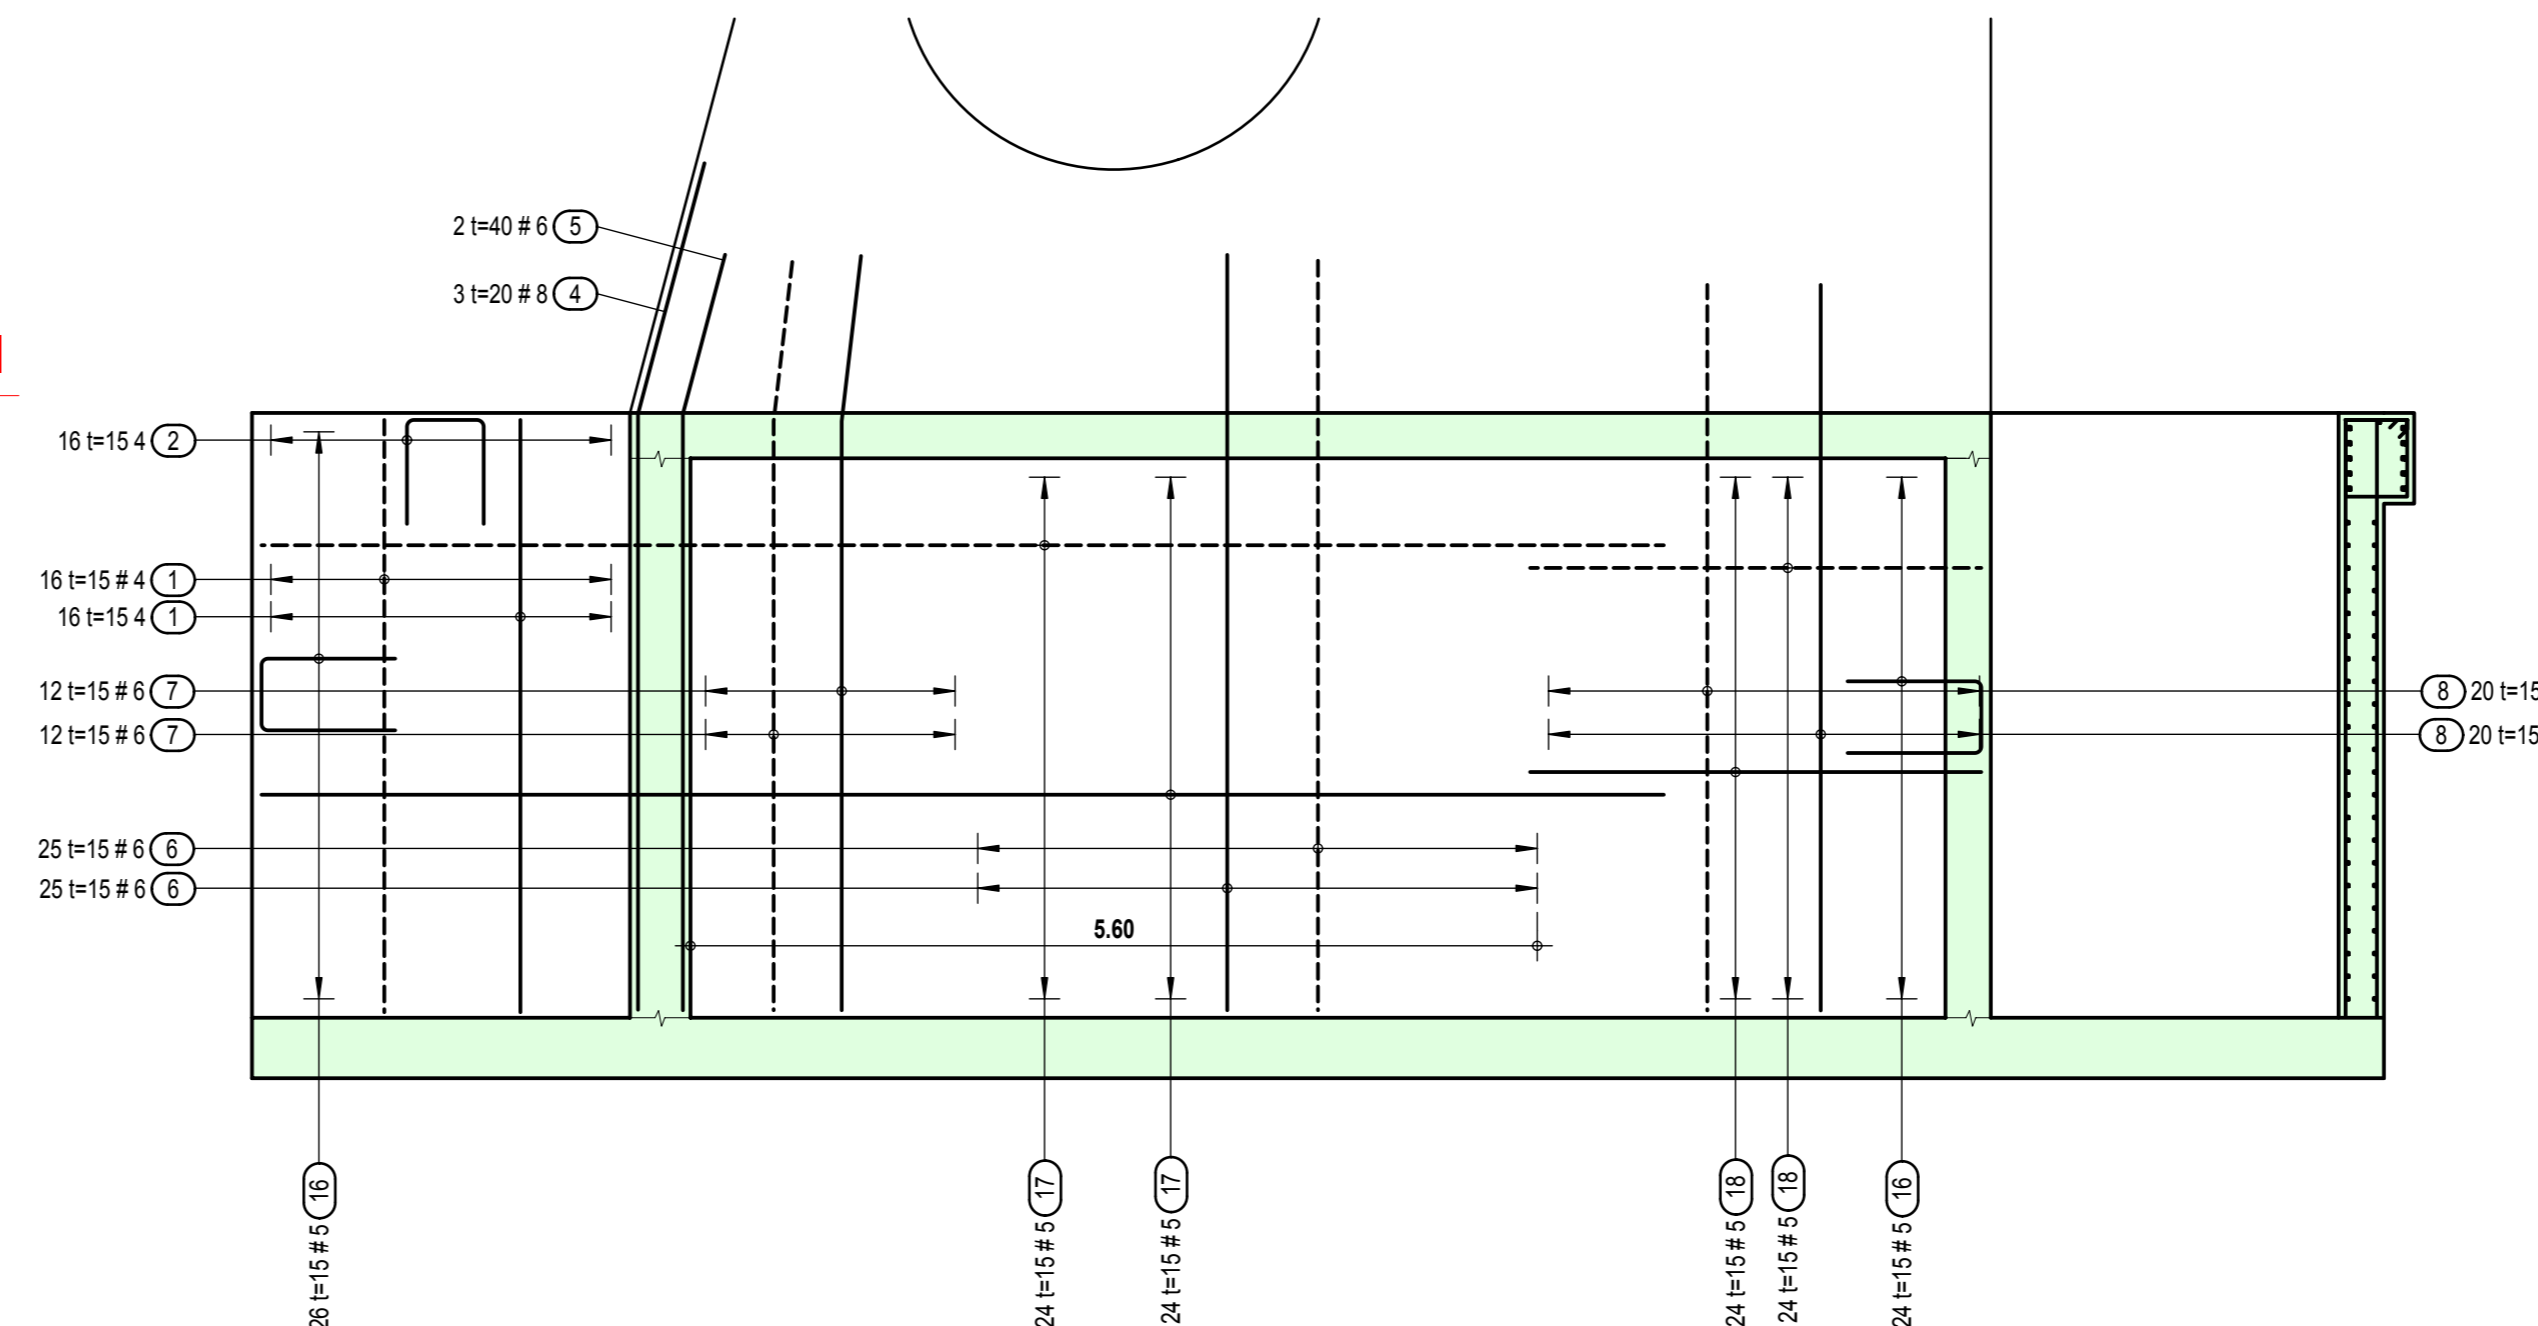 2 t=40 # 6 5
3 t=20 # 8 4
16 t=15 4 2
16 t=15 # 4 1
16 t=15 4 1
12 t=15 # 6 7
12 t=15 # 6 7
8 20 t=15
8 20 t=15
25 t=15 # 6 6
25 t=15 # 6 6
5.60
26 t=15 # 5 16
24 t=15 # 5 17
24 t=15 # 5 17
24 t=15 # 5 18
24 t=15 # 5 18
24 t=15 # 5 16